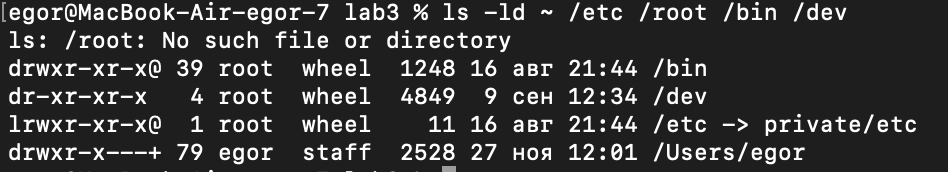 [egor@MacBook-Air-egor-7 lab3 % ls -ld ~ /etc /root /bin /dev
ls: /root: No such file or directory
drwxr-xr-x@ 39 root  wheel  1248 16 авг 21:44 /bin
dr-xr-xr-x   4 root  wheel  4849  9 сен 12:34 /dev
lrwxr-xr-x@  1 root  wheel    11 16 авг 21:44 /etc -> private/etc
drwxr-x---+ 79 egor  staff  2528 27 ноя 12:01 /Users/egor